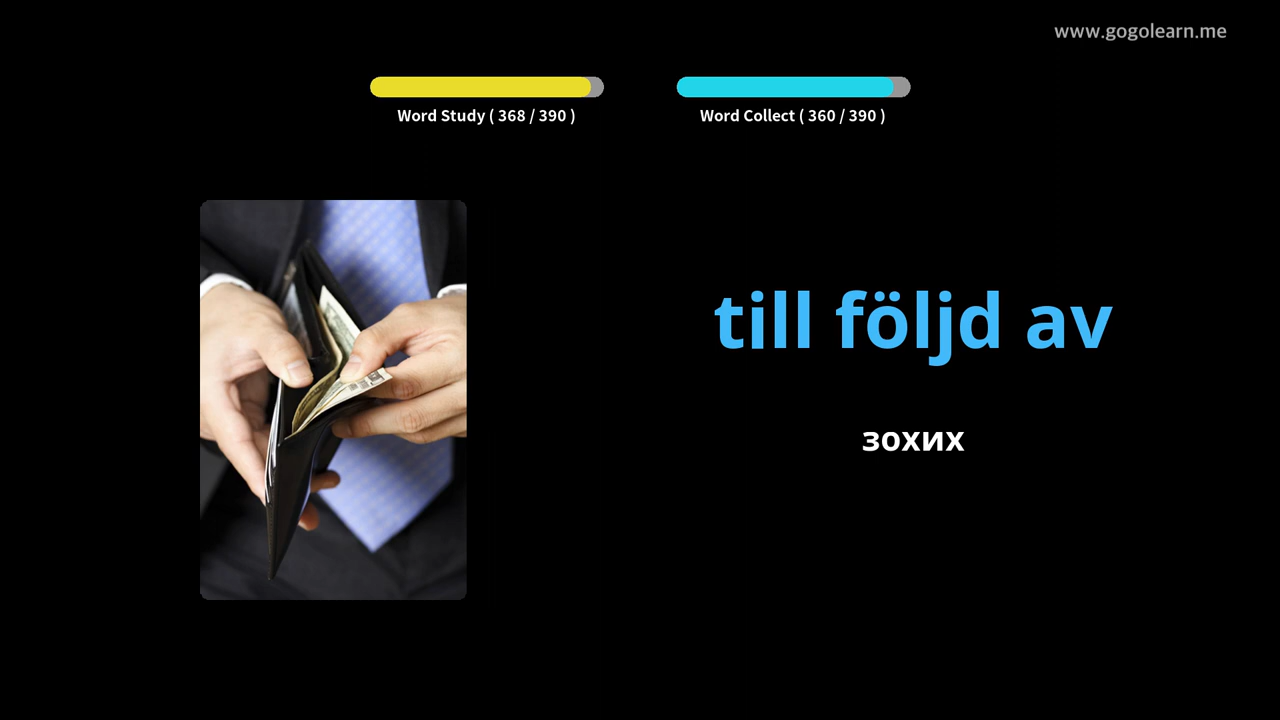 www.gogolearn.me
Word Study ( 368 / 390 )
Word Collect ( 360 / 390 )
till följd av
зохих